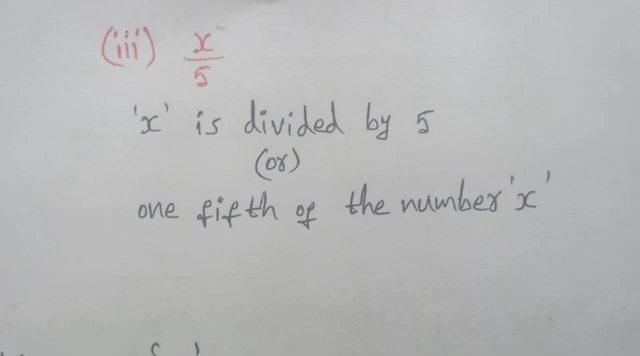 (iii) x/5
'x' is divided by 5
(or)
one fifth of the number 'x'